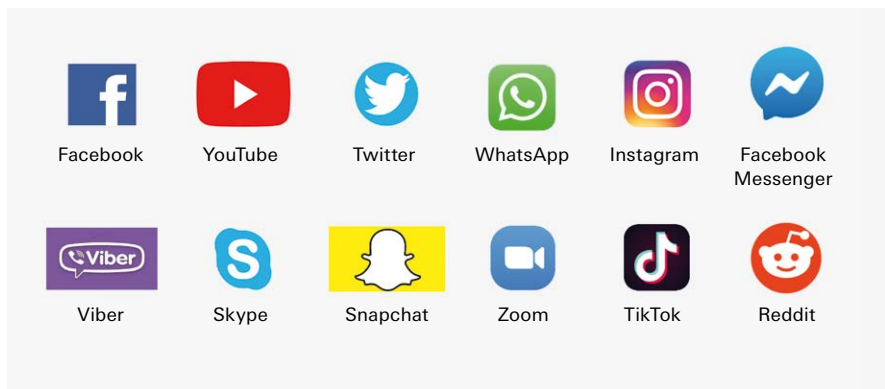 Facebook
YouTube
Twitter
WhatsApp
Instagram
Facebook
Messenger
Viber
Viber
Skype
Snapchat
Zoom
TikTok
Reddit